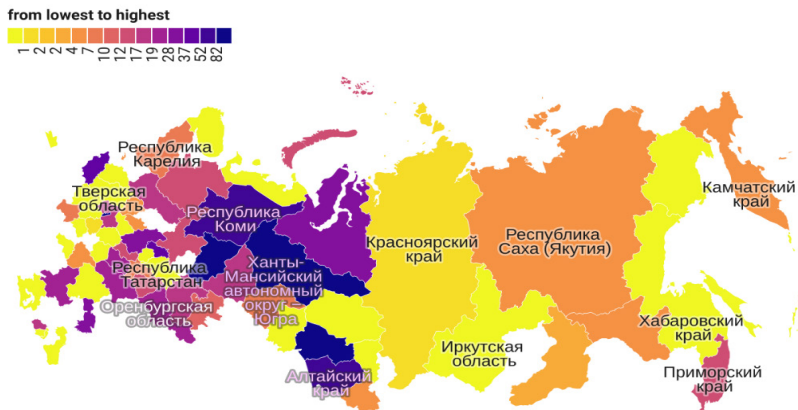 from lowest to highest
1 2 2 4 7 10 12 17 19 28 37 52 82
Республика
Карелия
Тверская
область
Республика
Коми
Камчатский
край
Красноярский
край
Республика
Саха (Якутия)
Республика
Татарстан
Ханты-
Мансийский
автономный
округ -
Югра
Оренбургская
область
Хабаровский
край
Иркутская
область
Приморский
край
Алтайский
край